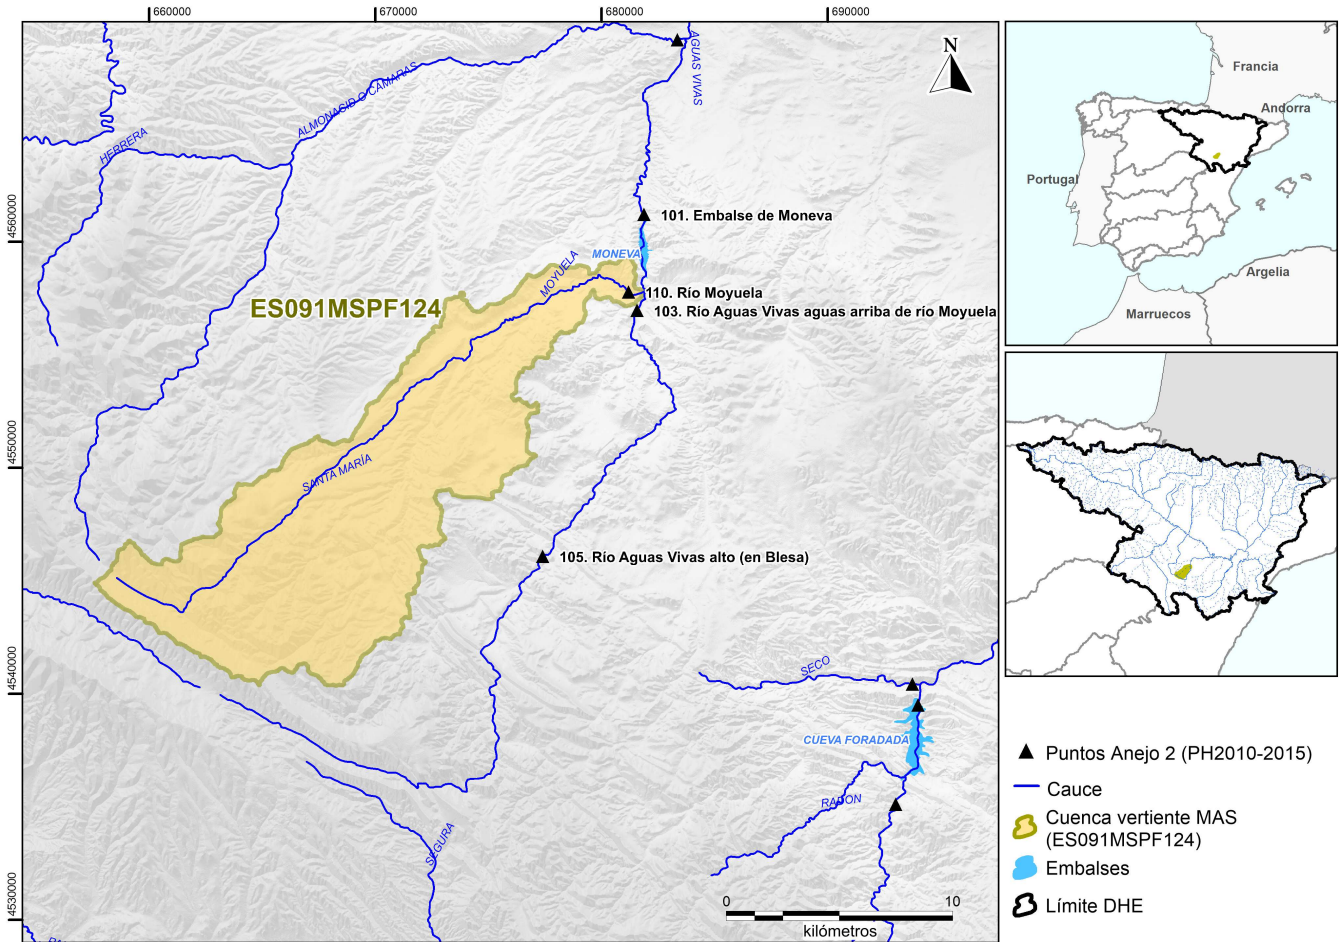 660000
670000
680000
690000
4560000
4550000
4540000
4530000
N
AGUAS VIVAS
ALMONASID O CAMARAS
HERRERA
101. Embalse de Moneva
MONEVA
MOYUELA
110. Río Moyuela
ES091MSPF124
103. Río Aguas Vivas aguas arriba de río Moyuela
SANTA MARÍA
105. Río Aguas Vivas alto (en Blesa)
SECO
CUEVA FORADADA
RADON
SEGURA
0
10
kilómetros
Francia
Andorra
Portugal
Argelia
Marruecos
Puntos Anejo 2 (PH2010-2015)
Cauce
Cuenca vertiente MAS
(ES091MSPF124)
Embalses
Límite DHE